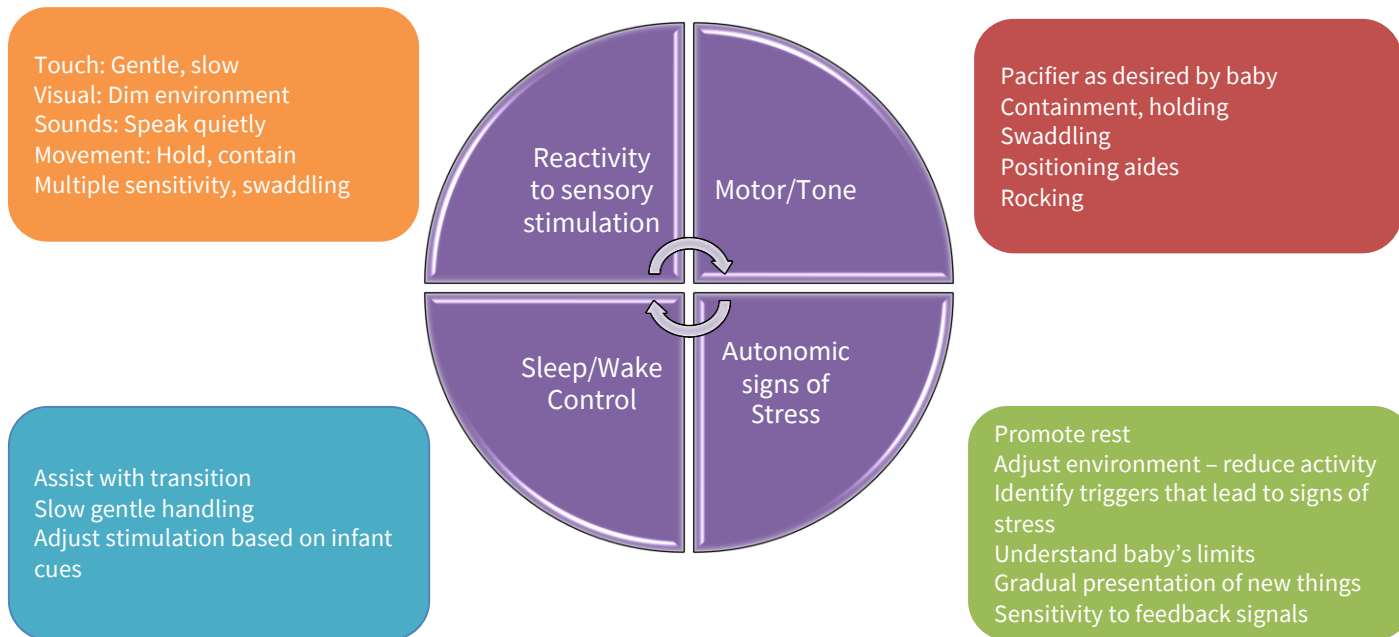 Touch: Gentle, slow
Visual: Dim environment
Sounds: Speak quietly
Movement: Hold, contain
Multiple sensitivity, swaddling
Reactivity
to sensory
stimulation
Motor/Tone
Pacifier as desired by baby
Containment, holding
Swaddling
Positioning aides
Rocking
Assist with transition
Slow gentle handling
Adjust stimulation based on infant
cues
Sleep/Wake
Control
Autonomic
signs of
Stress
Promote rest
Adjust environment – reduce activity
Identify triggers that lead to signs of
stress
Understand baby’s limits
Gradual presentation of new things
Sensitivity to feedback signals